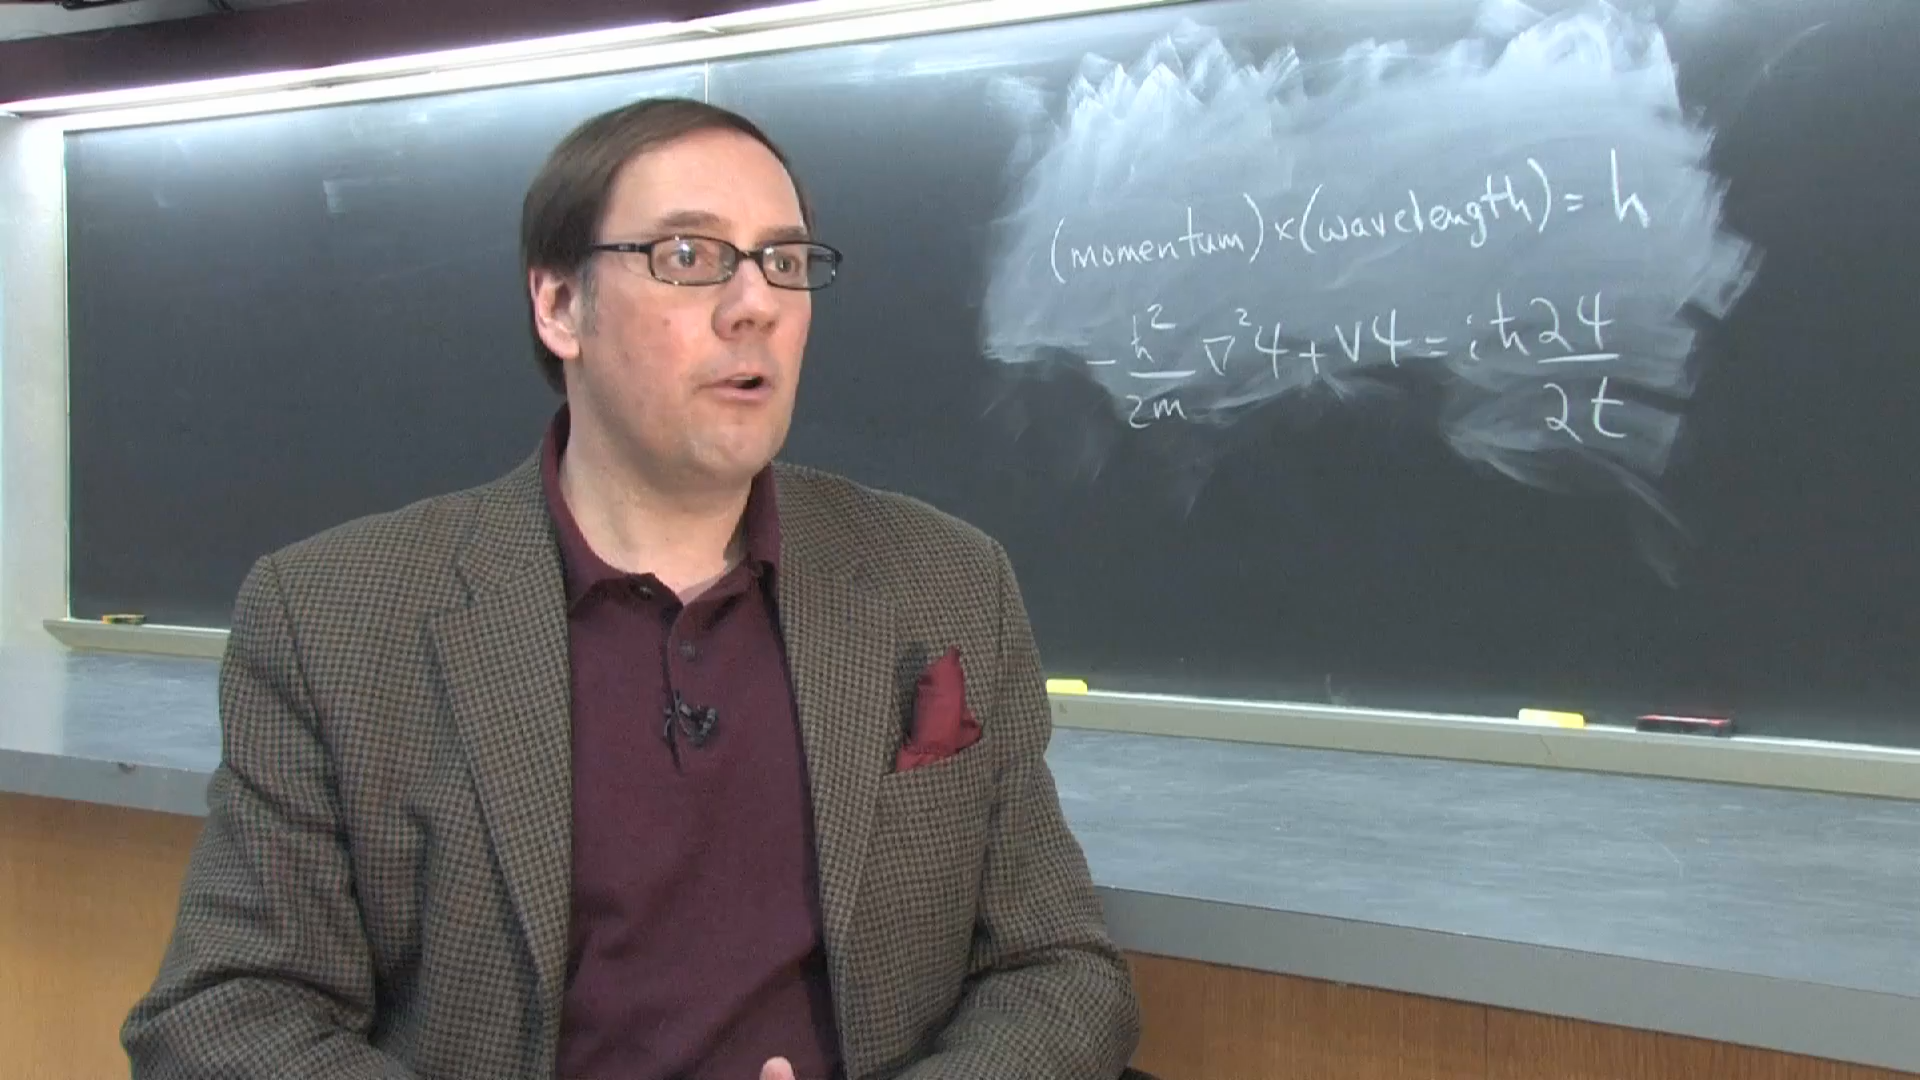 (momentum)×(wavelength) = h
-ħ²/2m ∇²ψ + Vψ = iħ ∂ψ/∂t